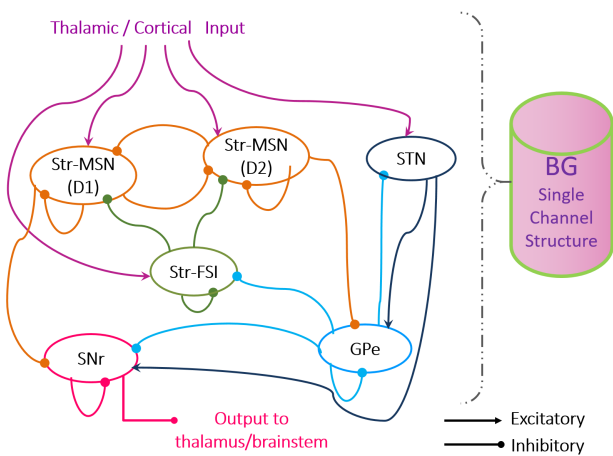 Thalamic / Cortical Input
Str-MSN
(D1)
Str-MSN
(D2)
STN
Str-FSI
SNr
GPe
Output to
thalamus/brainstem
BG
Single
Channel
Structure
Excitatory
Inhibitory